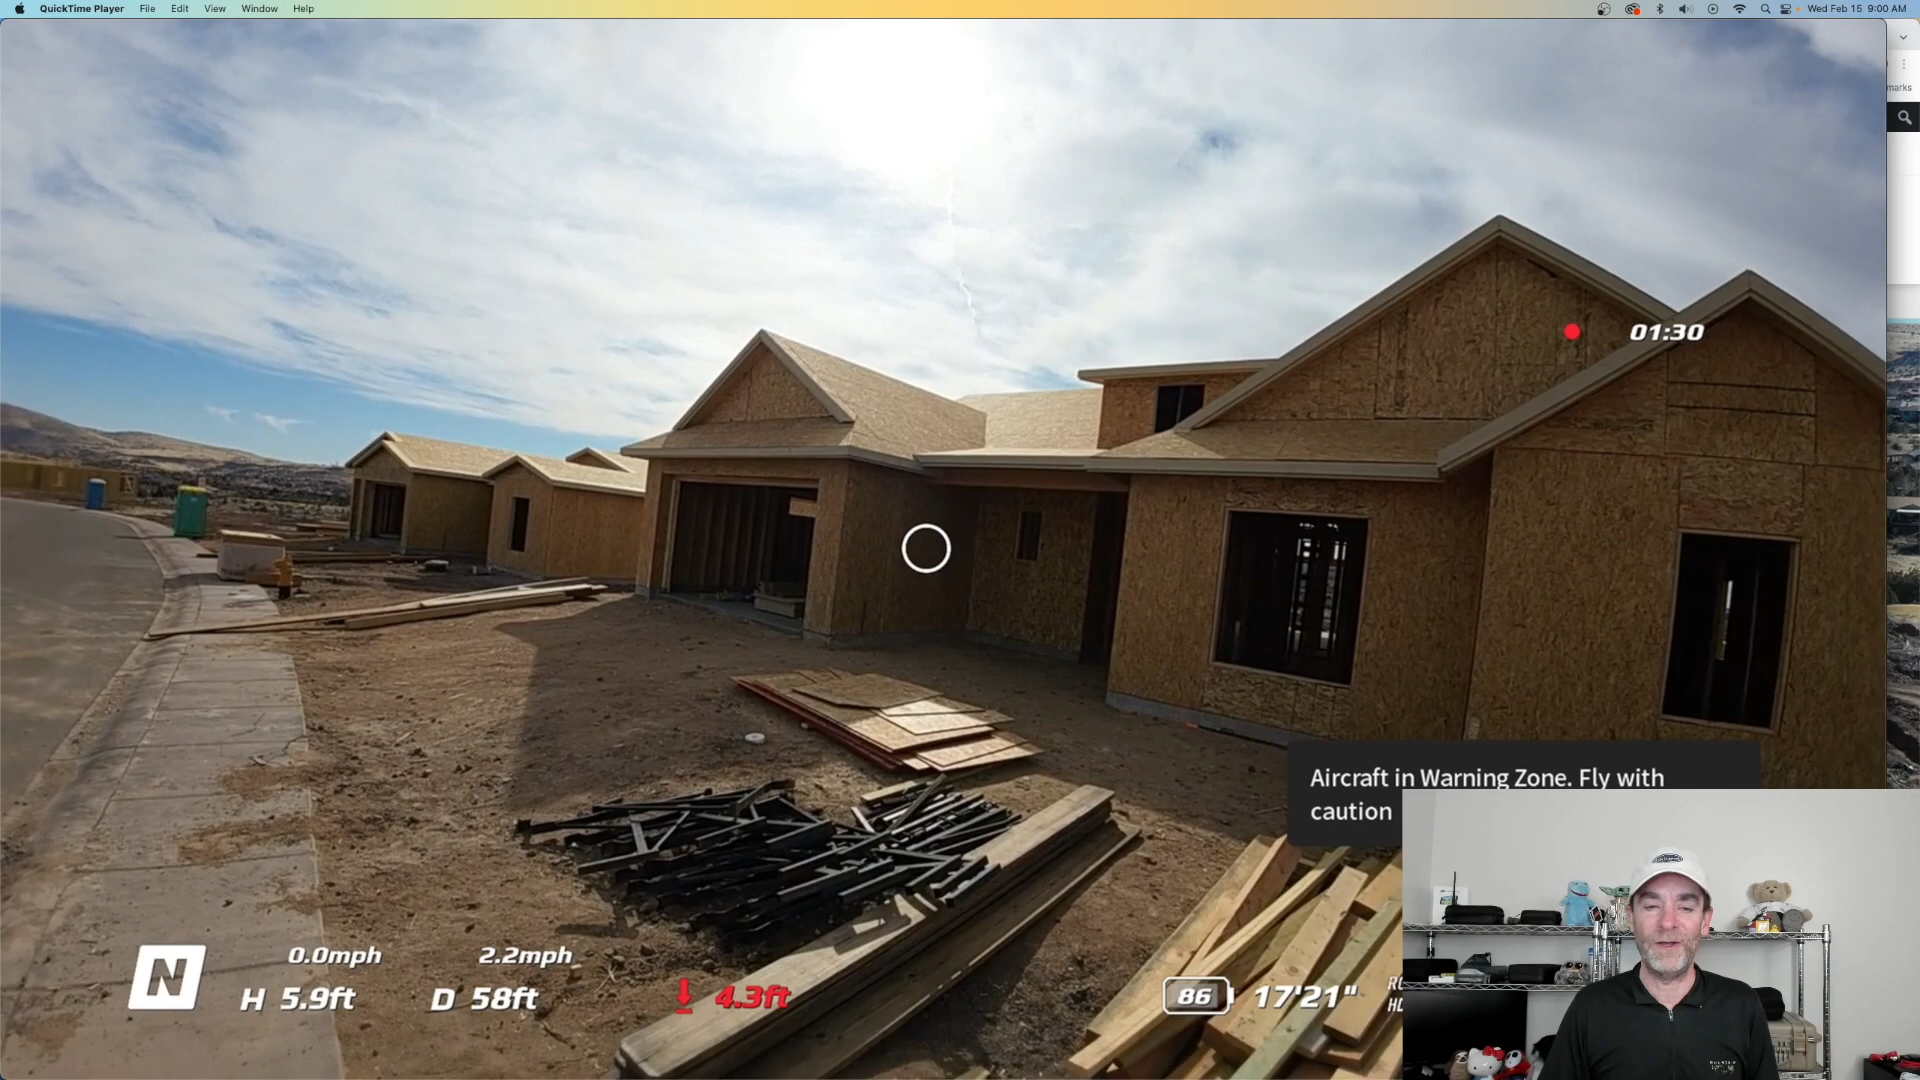 QuickTime Player File Edit View Window Help
Wed Feb 15 9:00 AM
marks
01:30
Aircraft in Warning Zone. Fly with
caution
N
0.0mph 2.2mph
H 5.9ft D 58ft 4.3ft
86 17'21"